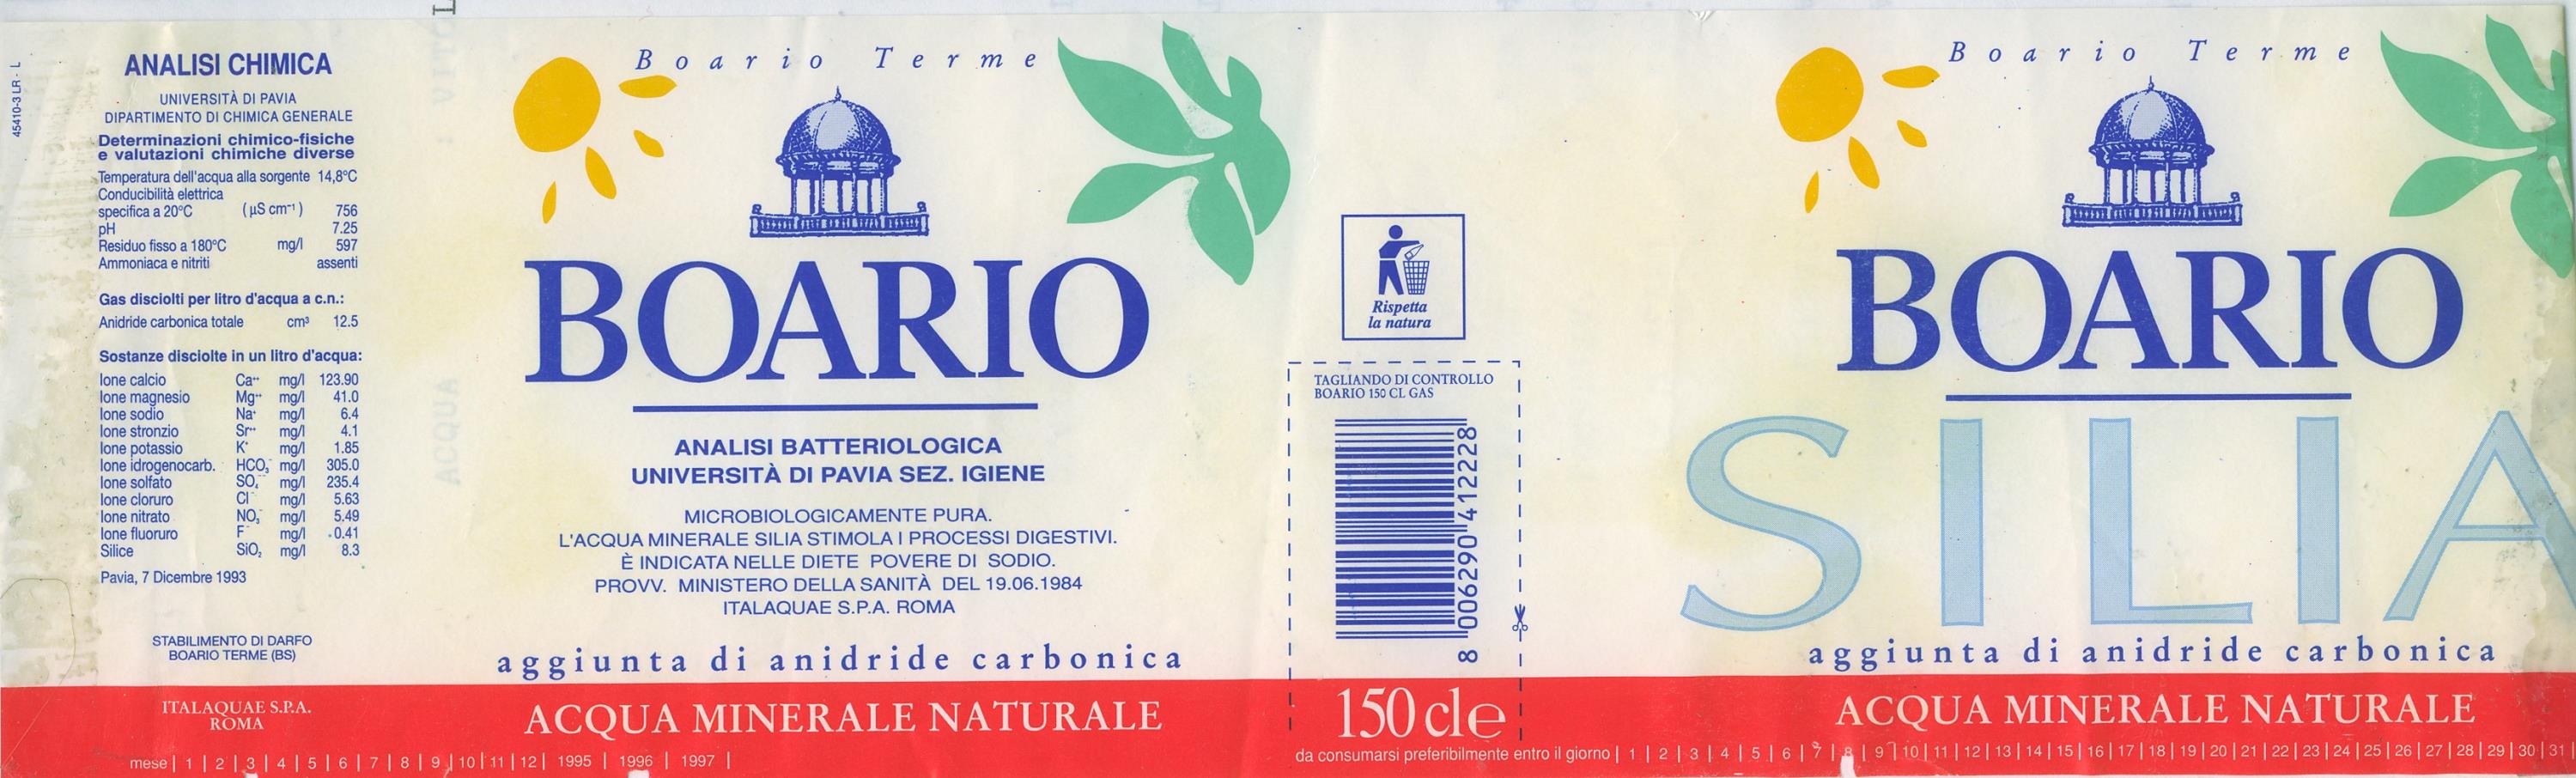 454103 LR - L
ANALISI CHIMICA
UNIVERSITÀ DI PAVIA
DIPARTIMENTO DI CHIMICA GENERALE
Determinazioni chimico-fisiche
e valutazioni chimiche diverse
Temperatura dell'acqua alla sorgente 14,8°C
Conducibilità elettrica
specifica a 20°C (µS cm⁻¹) 756
pH 7.25
Residuo fisso a 180°C mg/l 597
Ammoniaca e nitriti assenti
Gas disciolti per litro d'acqua a c.n.:
Anidride carbonica totale cm³ 12.5
Sostanze disciolte in un litro d'acqua:
Ione calcio Ca⁺⁺ mg/l 123.90
Ione magnesio Mg⁺⁺ mg/l 41.0
Ione sodio Na⁺ mg/l 6.4
Ione stronzio Sr⁺⁺ mg/l 4.1
Ione potassio K⁺ mg/l 1.85
Ione idrogenocarb. HCO₃⁻ mg/l 305.0
Ione solfato SO₄⁻⁻ mg/l 235.4
Ione cloruro Cl⁻ mg/l 5.63
Ione nitrato NO₃⁻ mg/l 5.49
Ione fluoruro F⁻ mg/l 0.41
Silice SiO₂ mg/l 8.3
Pavia, 7 Dicembre 1993
STABILIMENTO DI DARFO
BOARIO TERME (BS)
ITALAQUAE S.P.A.
ROMA
mese | 1 | 2 | 3 | 4 | 5 | 6 | 7 | 8 | 9 | 10 | 11 | 12 | 1995 | 1996 | 1997 |
Boario Terme
BOARIO
ANALISI BATTERIOLOGICA
UNIVERSITÀ DI PAVIA SEZ. IGIENE
MICROBIOLOGICAMENTE PURA.
L'ACQUA MINERALE SILIA STIMOLA I PROCESSI DIGESTIVI.
È INDICATA NELLE DIETE POVERE DI SODIO.
PROVV. MINISTERO DELLA SANITÀ DEL 19.06.1984
ITALAQUAE S.P.A. ROMA
aggiunta di anidride carbonica
ACQUA MINERALE NATURALE
Rispetta
la natura
TAGLIANDO DI CONTROLLO
BOARIO 150 CL GAS
8 006290 412228
150 cl e
da consumarsi preferibilmente entro il giorno | 1 | 2 | 3 | 4 | 5 | 6 | 7 | 8 | 9 | 10 | 11 | 12 | 13 | 14 | 15 | 16 | 17 | 18 | 19 | 20 | 21 | 22 | 23 | 24 | 25 | 26 | 27 | 28 | 29 | 30 | 31 |
Boario Terme
BOARIO
SILIA
aggiunta di anidride carbonica
ACQUA MINERALE NATURALE